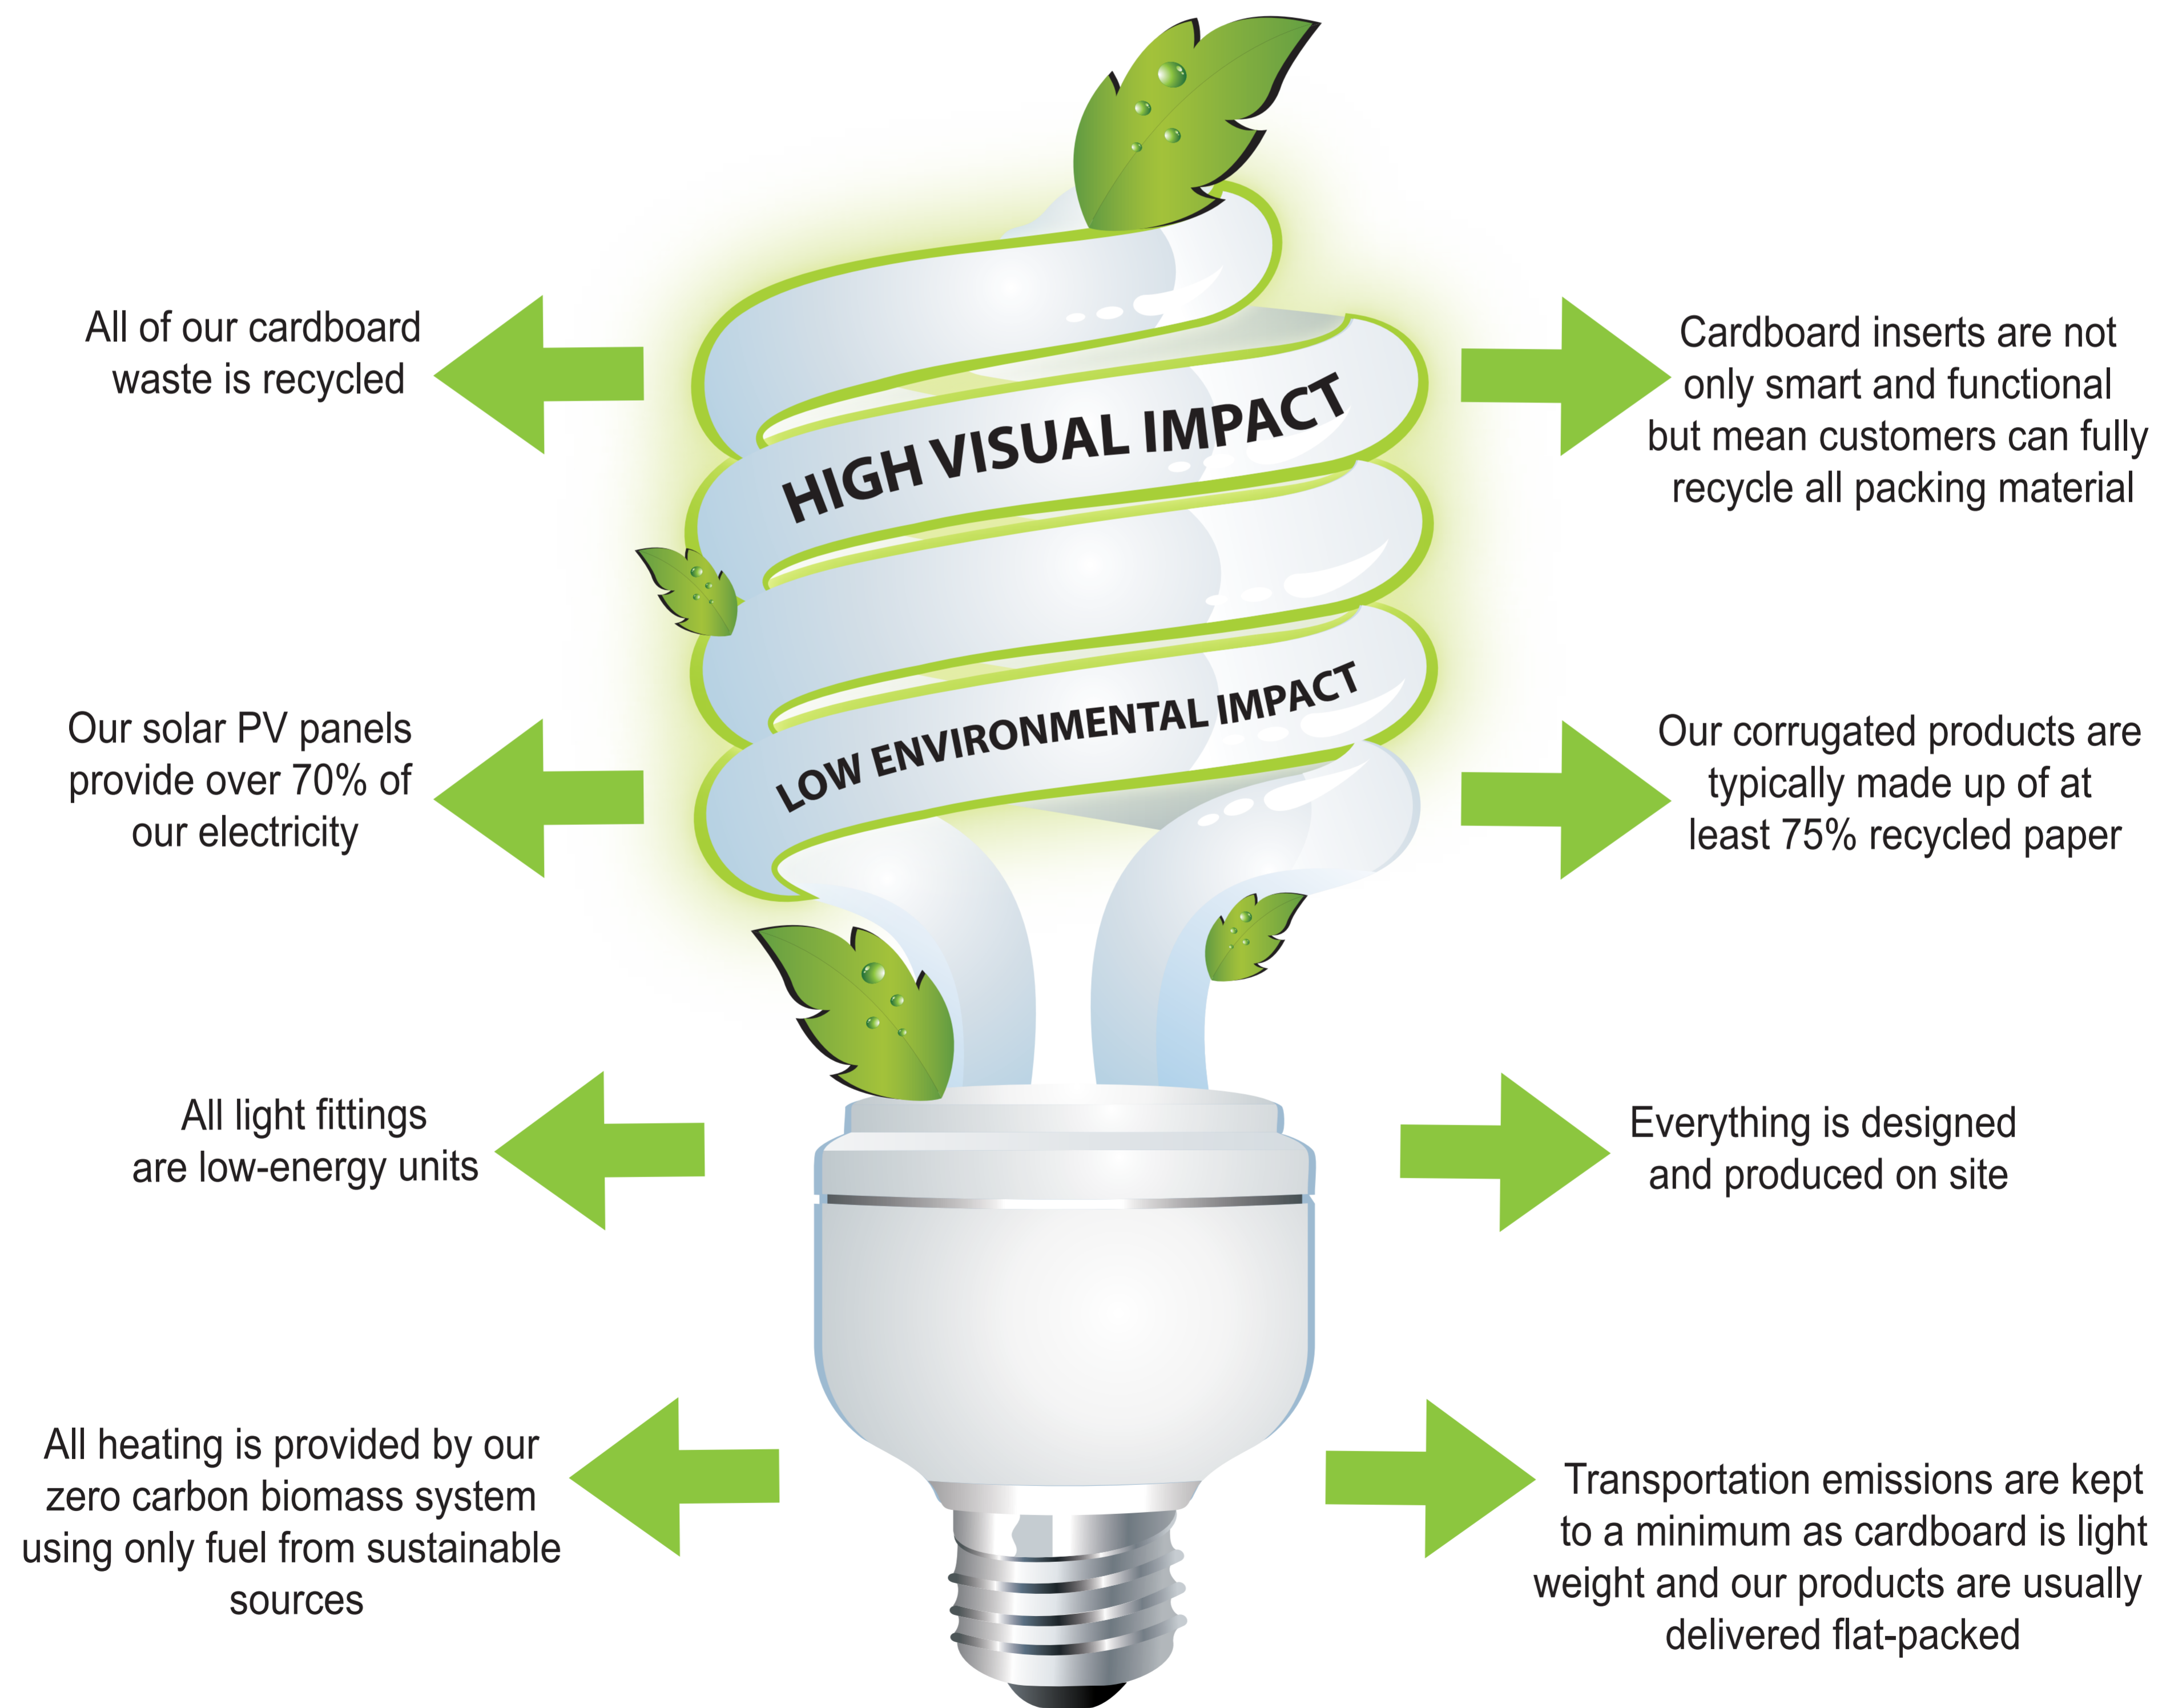 All of our cardboard
waste is recycled
Our solar PV panels
provide over 70% of
our electricity
All light fittings
are low-energy units
All heating is provided by our
zero carbon biomass system
using only fuel from sustainable
sources
HIGH VISUAL IMPACT
LOW ENVIRONMENTAL IMPACT
Cardboard inserts are not
only smart and functional
but mean customers can fully
recycle all packing material
Our corrugated products are
typically made up of at
least 75% recycled paper
Everything is designed
and produced on site
Transportation emissions are kept
to a minimum as cardboard is light
weight and our products are usually
delivered flat-packed